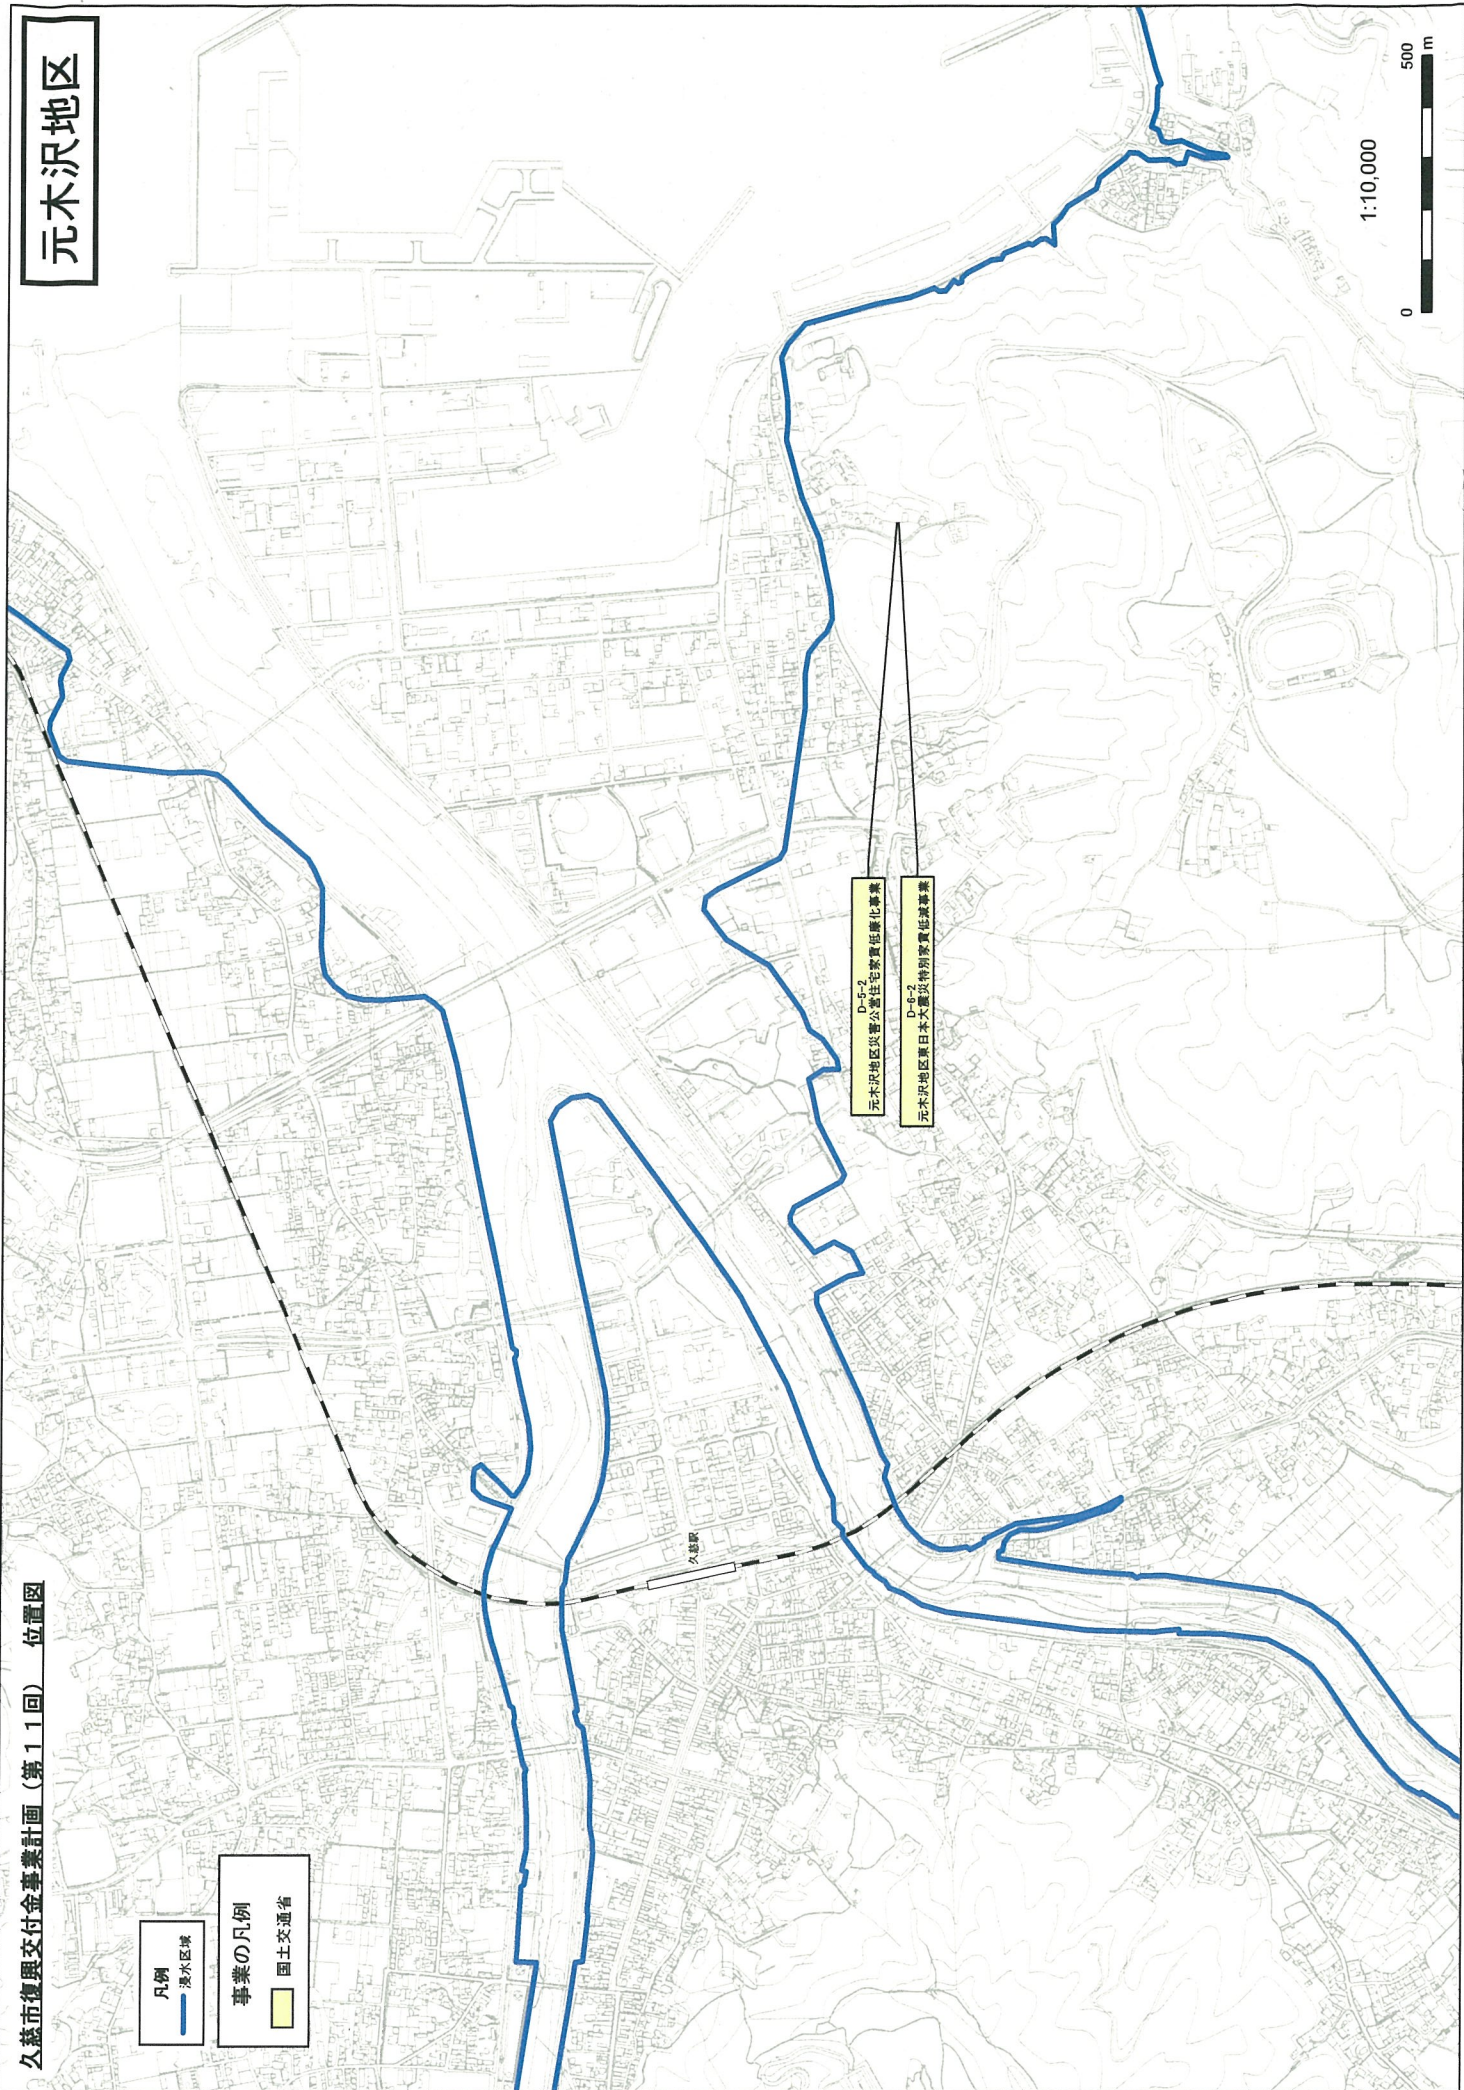 久慈市復興交付金事業計画（第１１回）　位置図
元木沢地区
凡例
浸水区域
事業の凡例
国土交通省
久慈駅
D-5-2
元木沢地区災害公営住宅家賃低廉化事業
D-6-2
元木沢地区東日本大震災特別家賃低減事業
1:10,000
0
500
m